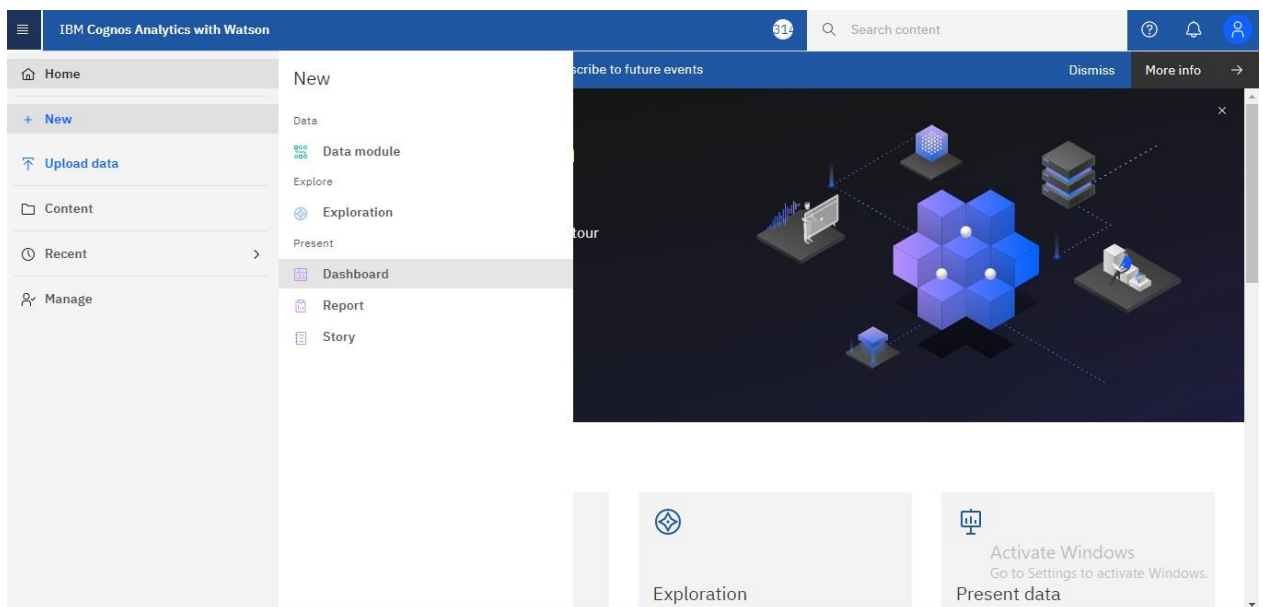 IBM Cognos Analytics with Watson
314
Search content
Home
New
Upload data
Content
Recent
Manage
New
Data
Data module
Explore
Exploration
Present
Dashboard
Report
Story
scribe to future events
Dismiss
More info
tour
Exploration
Present data
Activate Windows
Go to Settings to activate Windows.